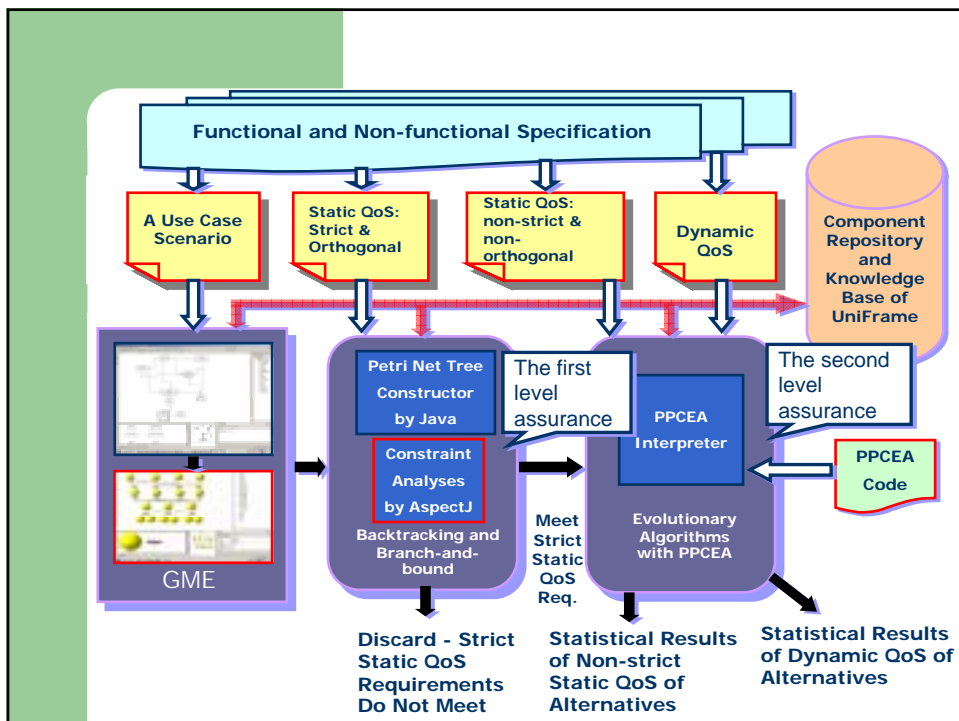 Functional and Non-functional Specification
A Use Case
Scenario
Static QoS:
Strict &
Orthogonal
Static QoS:
non-strict &
non-
orthogonal
Dynamic
QoS
Component
Repository
and
Knowledge
Base of
UniFrame
Petri Net Tree
Constructor
by Java
The first
level
assurance
Constraint
Analyses
by AspectJ
Backtracking and
Branch-and-
bound
PPCEA
Interpreter
The second
level
assurance
PPCEA
Code
Evolutionary
Algorithms
with PPCEA
GME
Meet
Strict
Static
QoS
Req.
Discard - Strict
Static QoS
Requirements
Do Not Meet
Statistical Results
of Non-strict
Static QoS of
Alternatives
Statistical Results
of Dynamic QoS of
Alternatives